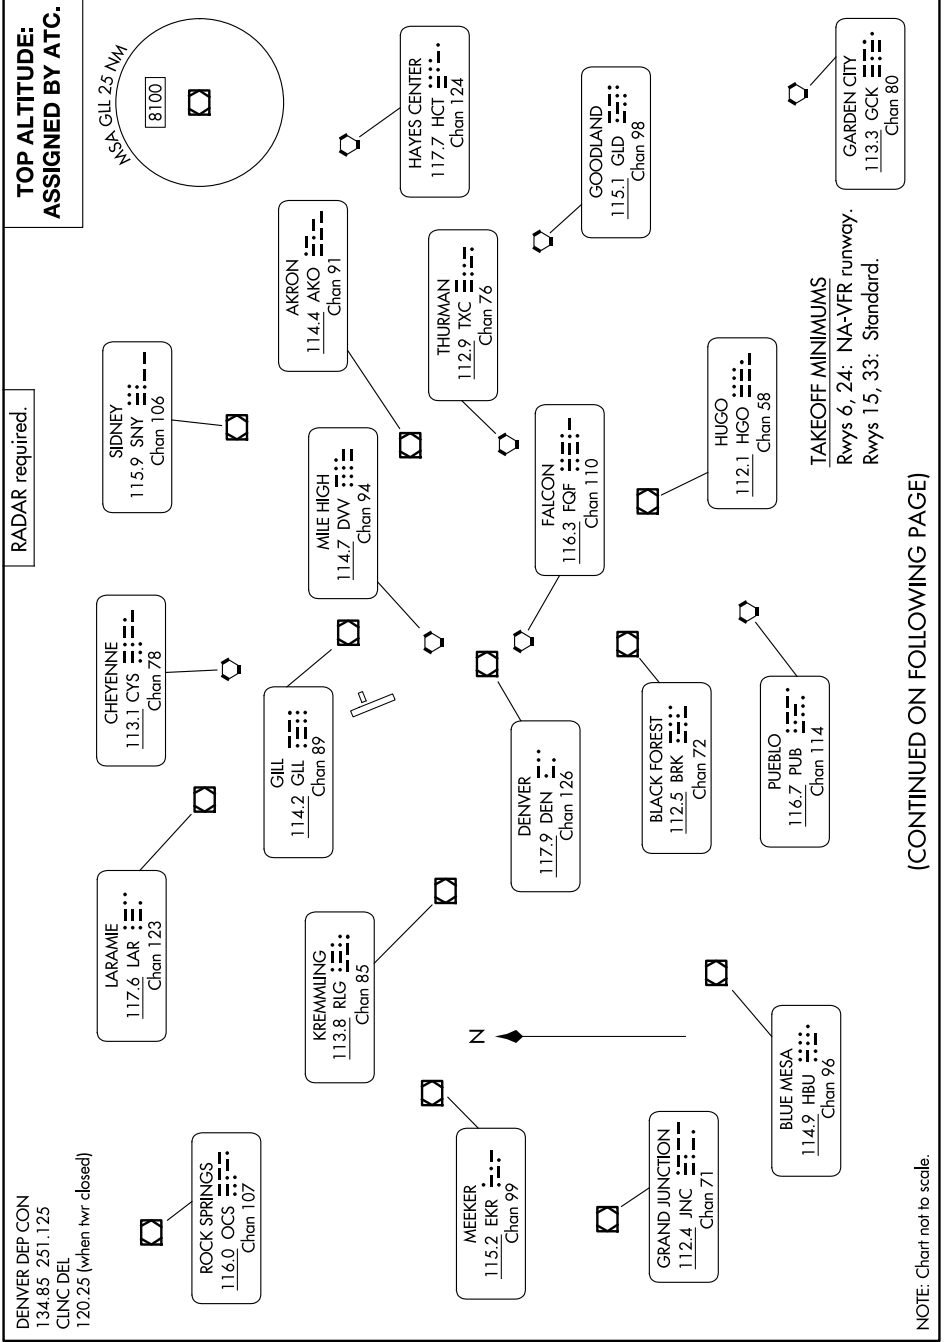 DENVER DEP CON
134.85 251.125
CLNC DEL
120.25 (when twr closed)
RADAR required.
TOP ALTITUDE:
ASSIGNED BY ATC.
MSA GLL 25 NM
8100
ROCK SPRINGS
116.0 OCS
Chan 107
LARAMIE
117.6 LAR
Chan 123
CHEYENNE
113.1 CYS
Chan 78
SIDNEY
115.9 SNY
Chan 106
GILL
114.2 GLL
Chan 89
AKRON
114.4 AKO
Chan 91
KREMMLING
113.8 RLG
Chan 85
MILE HIGH
114.7 DVV
Chan 94
HAYES CENTER
117.7 HCT
Chan 124
MEEKER
115.2 EKR
Chan 99
N
DENVER
117.9 DEN
Chan 126
THURMAN
112.9 TXC
Chan 76
FALCON
116.3 FQF
Chan 110
GOODLAND
115.1 GLD
Chan 98
GRAND JUNCTION
112.4 JNC
Chan 71
BLACK FOREST
112.5 BRK
Chan 72
HUGO
112.1 HGO
Chan 58
BLUE MESA
114.9 HBU
Chan 96
PUEBLO
116.7 PUB
Chan 114
GARDEN CITY
113.3 GCK
Chan 80
TAKEOFF MINIMUMS
Rwys 6, 24: NA-VFR runway.
Rwys 15, 33: Standard.
(CONTINUED ON FOLLOWING PAGE)
NOTE: Chart not to scale.